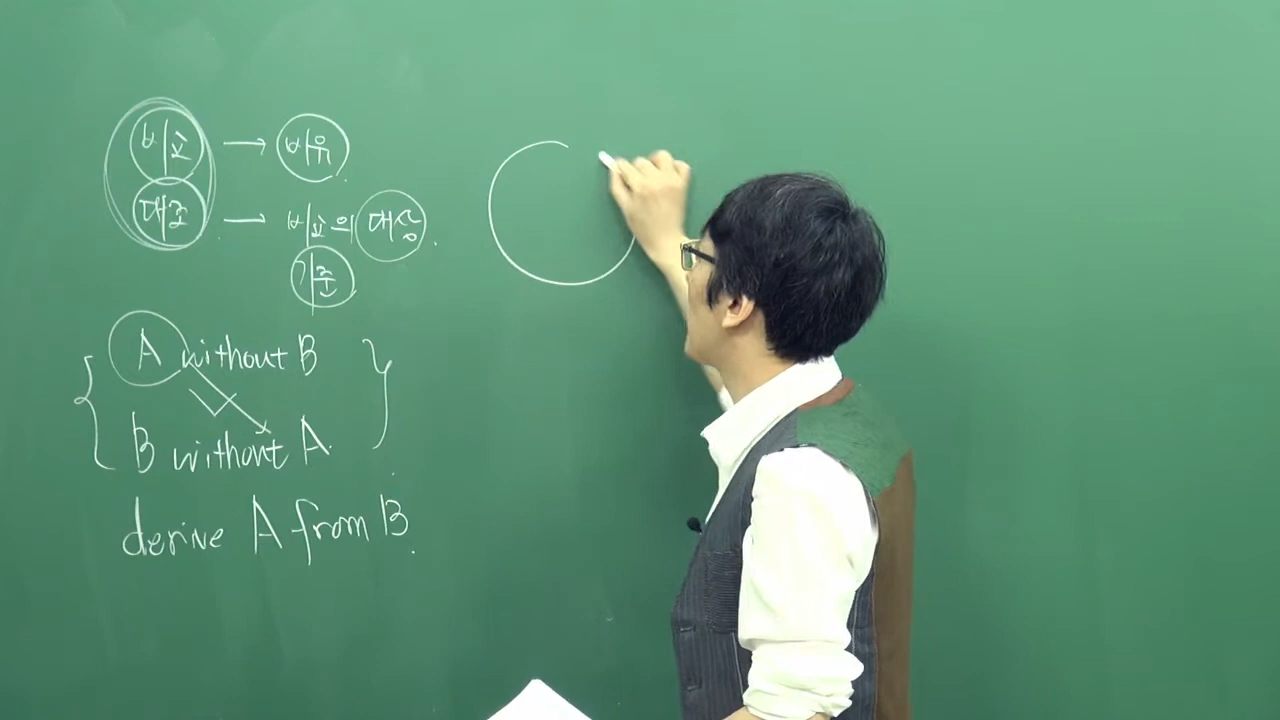 비교 → 비유.
대조 → 비교의 대상.
기준
A without B
B without A.
derive A from B.